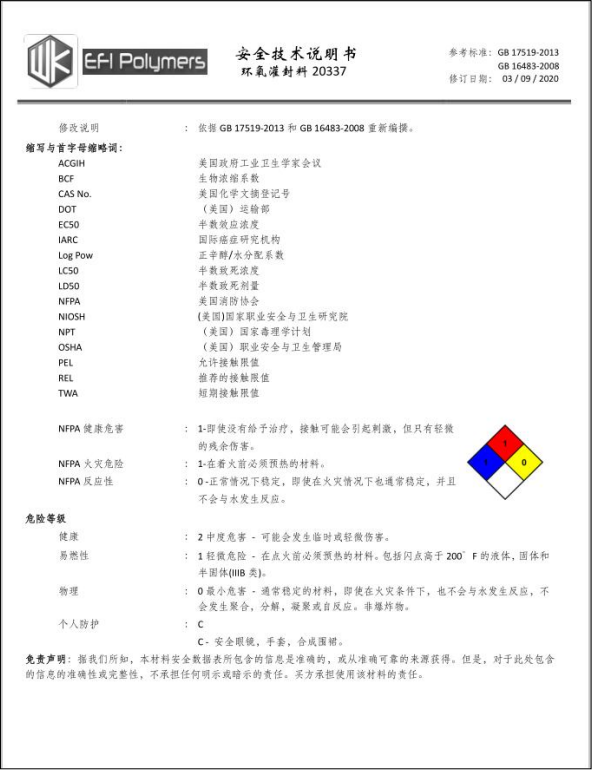 EFI Polymers
安全技术说明书
环氧灌封料 20337
参考标准: GB 17519-2013
GB 16483-2008
修订日期: 03 / 09 / 2020
修改说明 : 依据 GB 17519-2013 和 GB 16483-2008 重新编撰。
缩写与首字母缩略词:
ACGIH 美国政府工业卫生学家会议
BCF 生物浓缩系数
CAS No. 美国化学文摘登记号
DOT （美国）运输部
EC50 半数效应浓度
IARC 国际癌症研究机构
Log Pow 正辛醇/水分配系数
LC50 半数致死浓度
LD50 半数致死剂量
NFPA 美国消防协会
NIOSH (美国)国家职业安全与卫生研究院
NPT （美国）国家毒理学计划
OSHA （美国）职业安全与卫生管理局
PEL 允许接触限值
REL 推荐的接触限值
TWA 短期接触限值
NFPA 健康危害 : 1-即使没有给予治疗，接触可能会引起刺激，但只有轻微
的残余伤害。
NFPA 火灾危险 : 1-在着火前必须预热的材料。
NFPA 反应性 : 0 -正常情况下稳定，即使在火灾情况下也通常稳定，并且
不会与水发生反应。
1
1 0
危险等级
健康 : 2 中度危害 - 可能会发生临时或轻微伤害。
易燃性 : 1 轻微危险 - 在点火前必须预热的材料。包括闪点高于 200°F 的液体，固体和
半固体(IIIB 类)。
物理 : 0 最小危害 - 通常稳定的材料，即使在火灾条件下，也不会与水发生反应，不
会发生聚合，分解，凝聚或自反应。非爆炸物。
个人防护 : C
C - 安全眼镜，手套，合成围裙。
免责声明: 据我们所知，本材料安全数据表所包含的信息是准确的，或从准确可靠的来源获得。但是，对于此处包含
的信息的准确性或完整性，不承担任何明示或暗示的责任。买方承担使用该材料的责任。